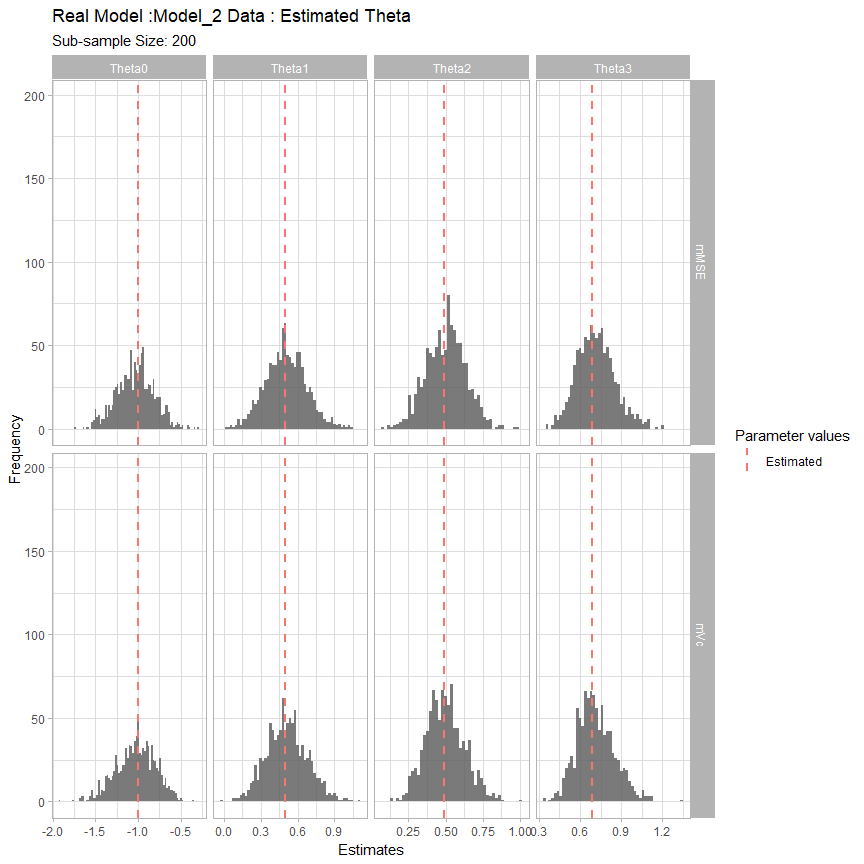 Real Model :Model_2 Data : Estimated Theta
Sub-sample Size: 200
Theta0 Theta1 Theta2 Theta3
200
150
100
50
0
mMSE
200
150
100
50
0
mVc
Frequency
-2.0 -1.5 -1.0 -0.5 0.0 0.3 0.6 0.9 0.25 0.50 0.75 1.00 0.3 0.6 0.9 1.2
Estimates
Parameter values
Estimated